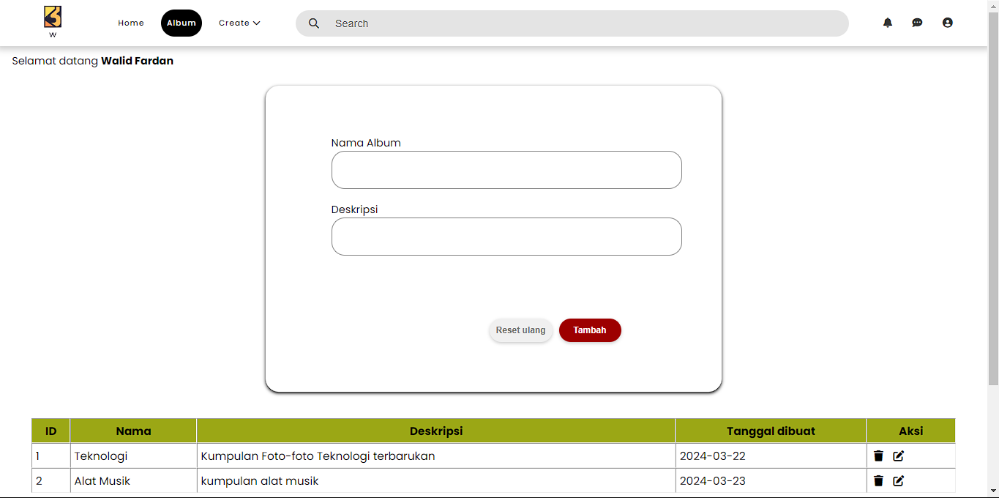 W
Home Album Create Search
Selamat datang Walid Fardan
Nama Album
Deskripsi
Reset ulang Tambah
ID Nama Deskripsi Tanggal dibuat Aksi
1 Teknologi Kumpulan Foto-foto Teknologi terbarukan 2024-03-22
2 Alat Musik kumpulan alat musik 2024-03-23